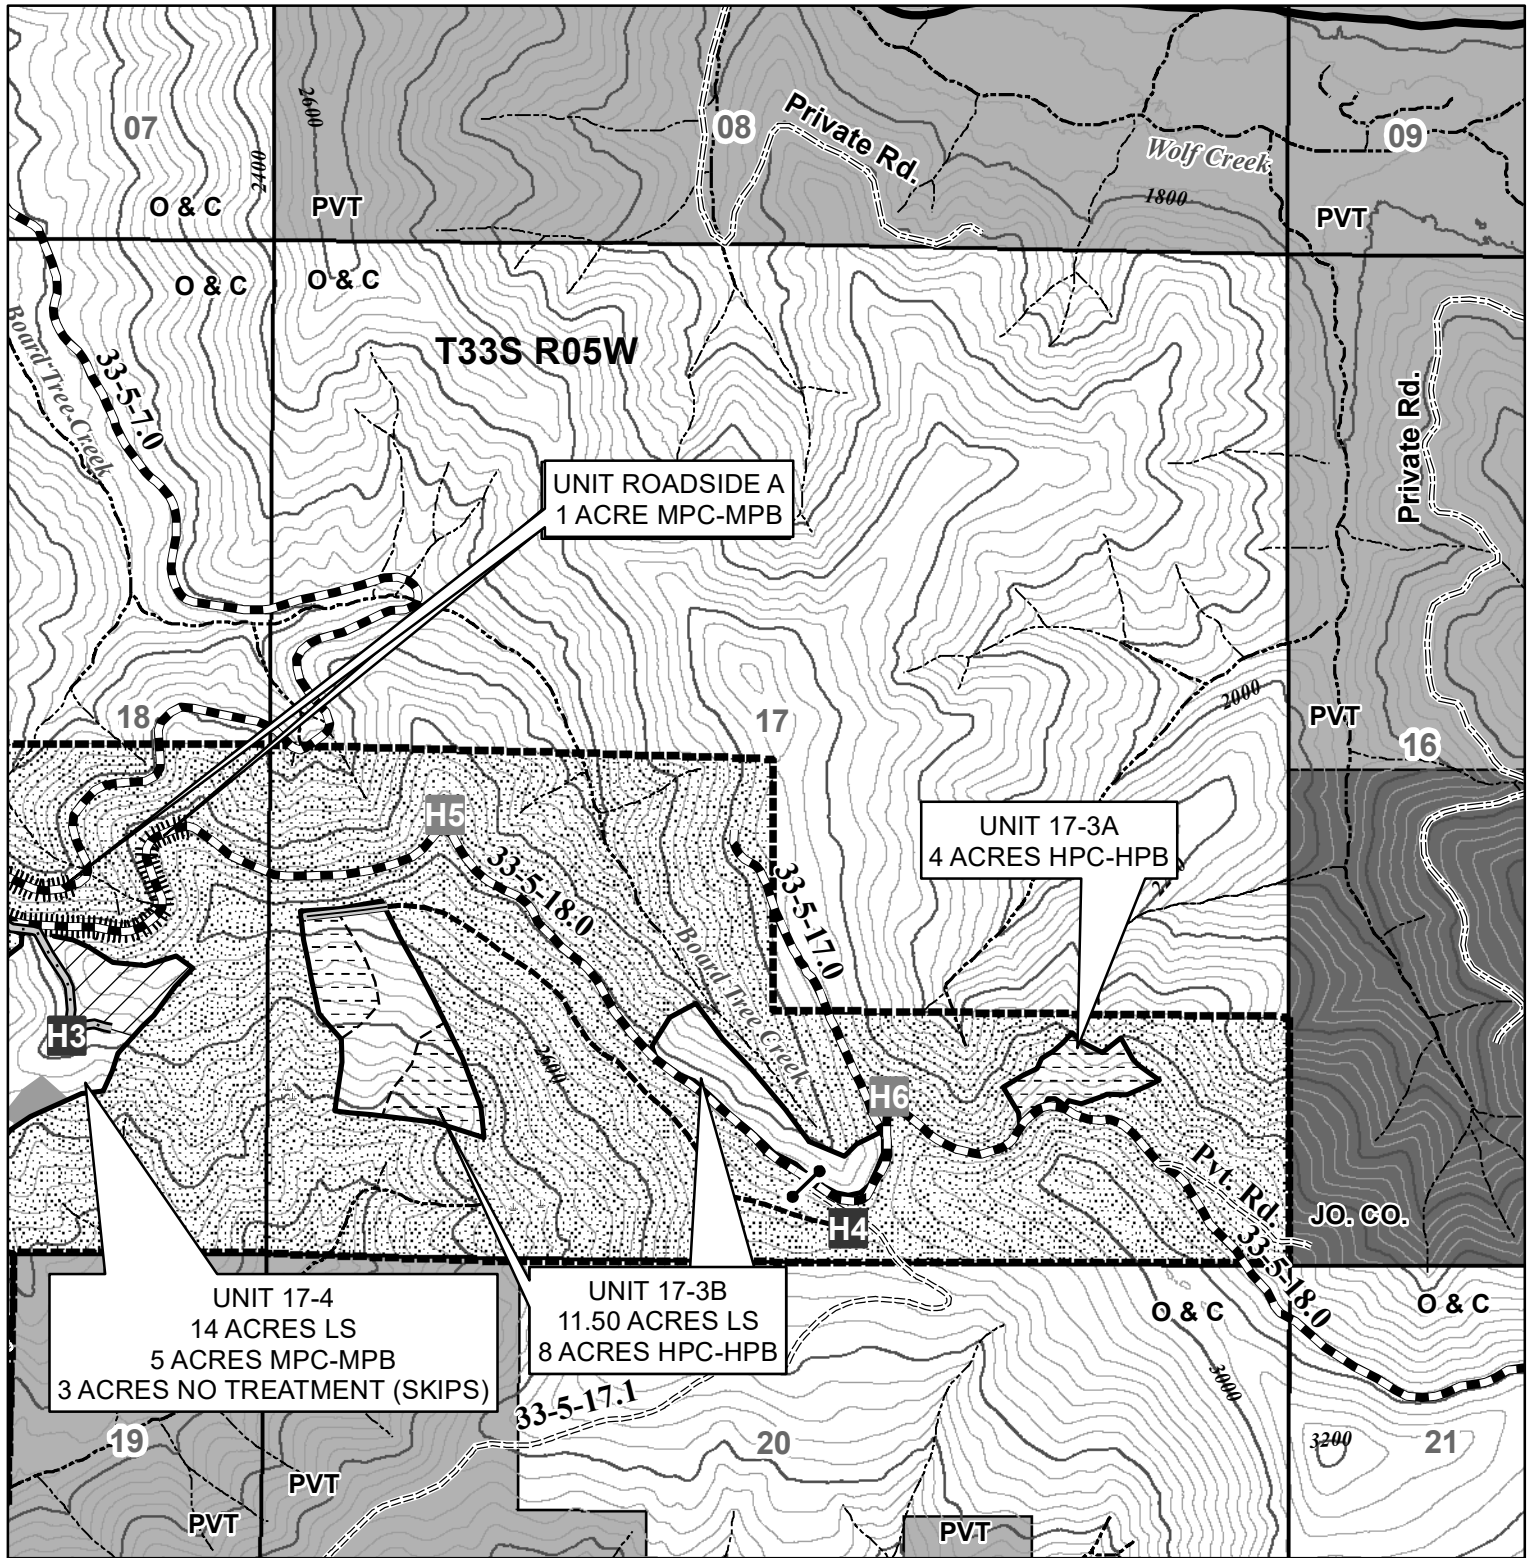 07
2600
2400
08
Private Rd.
Wolf Creek
09
1800
O & C
PVT
PVT
O & C
O & C
Board Tree Creek
33-5-7.0
T33S R05W
Private Rd.
UNIT ROADSIDE A
1 ACRE MPC-MPB
2000
18
17
PVT
16
H5
33-5-18.0
33-5-17.0
UNIT 17-3A
4 ACRES HPC-HPB
Board Tree Creek
H3
2600
H6
Pvt. Rd.
JO. CO.
H4
33-5-18.0
UNIT 17-4
14 ACRES LS
5 ACRES MPC-MPB
3 ACRES NO TREATMENT (SKIPS)
UNIT 17-3B
11.50 ACRES LS
8 ACRES HPC-HPB
O & C
O & C
33-5-17.1
3000
19
20
3200
21
PVT
PVT
PVT